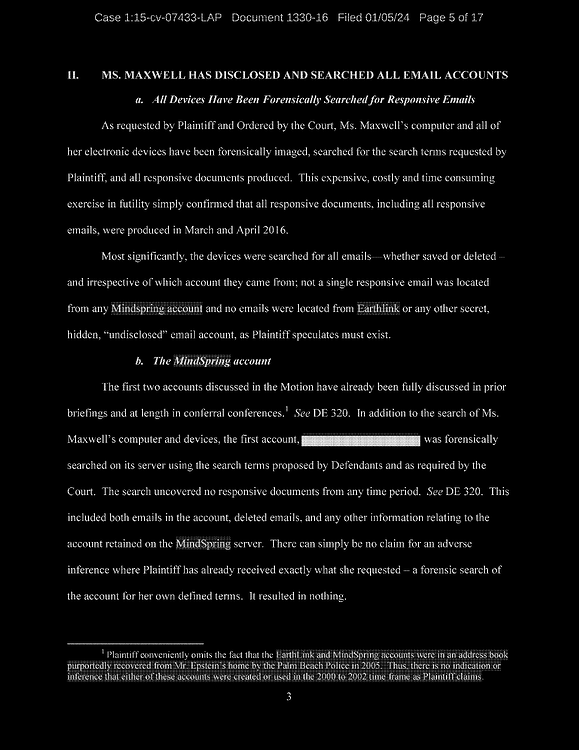 Case 1:15-cv-07433-LAP Document 1330-16 Filed 01/05/24 Page 5 of 17
II. MS. MAXWELL HAS DISCLOSED AND SEARCHED ALL EMAIL ACCOUNTS
a. All Devices Have Been Forensically Searched for Responsive Emails
As requested by Plaintiff and Ordered by the Court, Ms. Maxwell's computer and all of
her electronic devices have been forensically imaged, searched for the search terms requested by
Plaintiff, and all responsive documents produced. This expensive, costly and time consuming
exercise in futility simply confirmed that all responsive documents, including all responsive
emails, were produced in March and April 2016.
Most significantly, the devices were searched for all emails—whether saved or deleted –
and irrespective of which account they came from; not a single responsive email was located
from any Mindspring account and no emails were located from Earthlink or any other secret,
hidden, “undisclosed” email account, as Plaintiff speculates must exist.
b. The MindSpring account
The first two accounts discussed in the Motion have already been fully discussed in prior
briefings and at length in conferral conferences.1 See DE 320. In addition to the search of Ms.
Maxwell's computer and devices, the first account, was forensically
searched on its server using the search terms proposed by Defendants and as required by the
Court. The search uncovered no responsive documents from any time period. See DE 320. This
included both emails in the account, deleted emails, and any other information relating to the
account retained on the MindSpring server. There can simply be no claim for an adverse
inference where Plaintiff has already received exactly what she requested – a forensic search of
the account for her own defined terms. It resulted in nothing.
1 Plaintiff conveniently omits the fact that the EarthLink and MindSpring accounts were in an address book
purportedly recovered from Mr. Epstein's home by the Palm Beach Police in 2005. Thus, there is no indication or
inference that either of these accounts were created or used in the 2000 to 2002 time frame as Plaintiff claims.
3